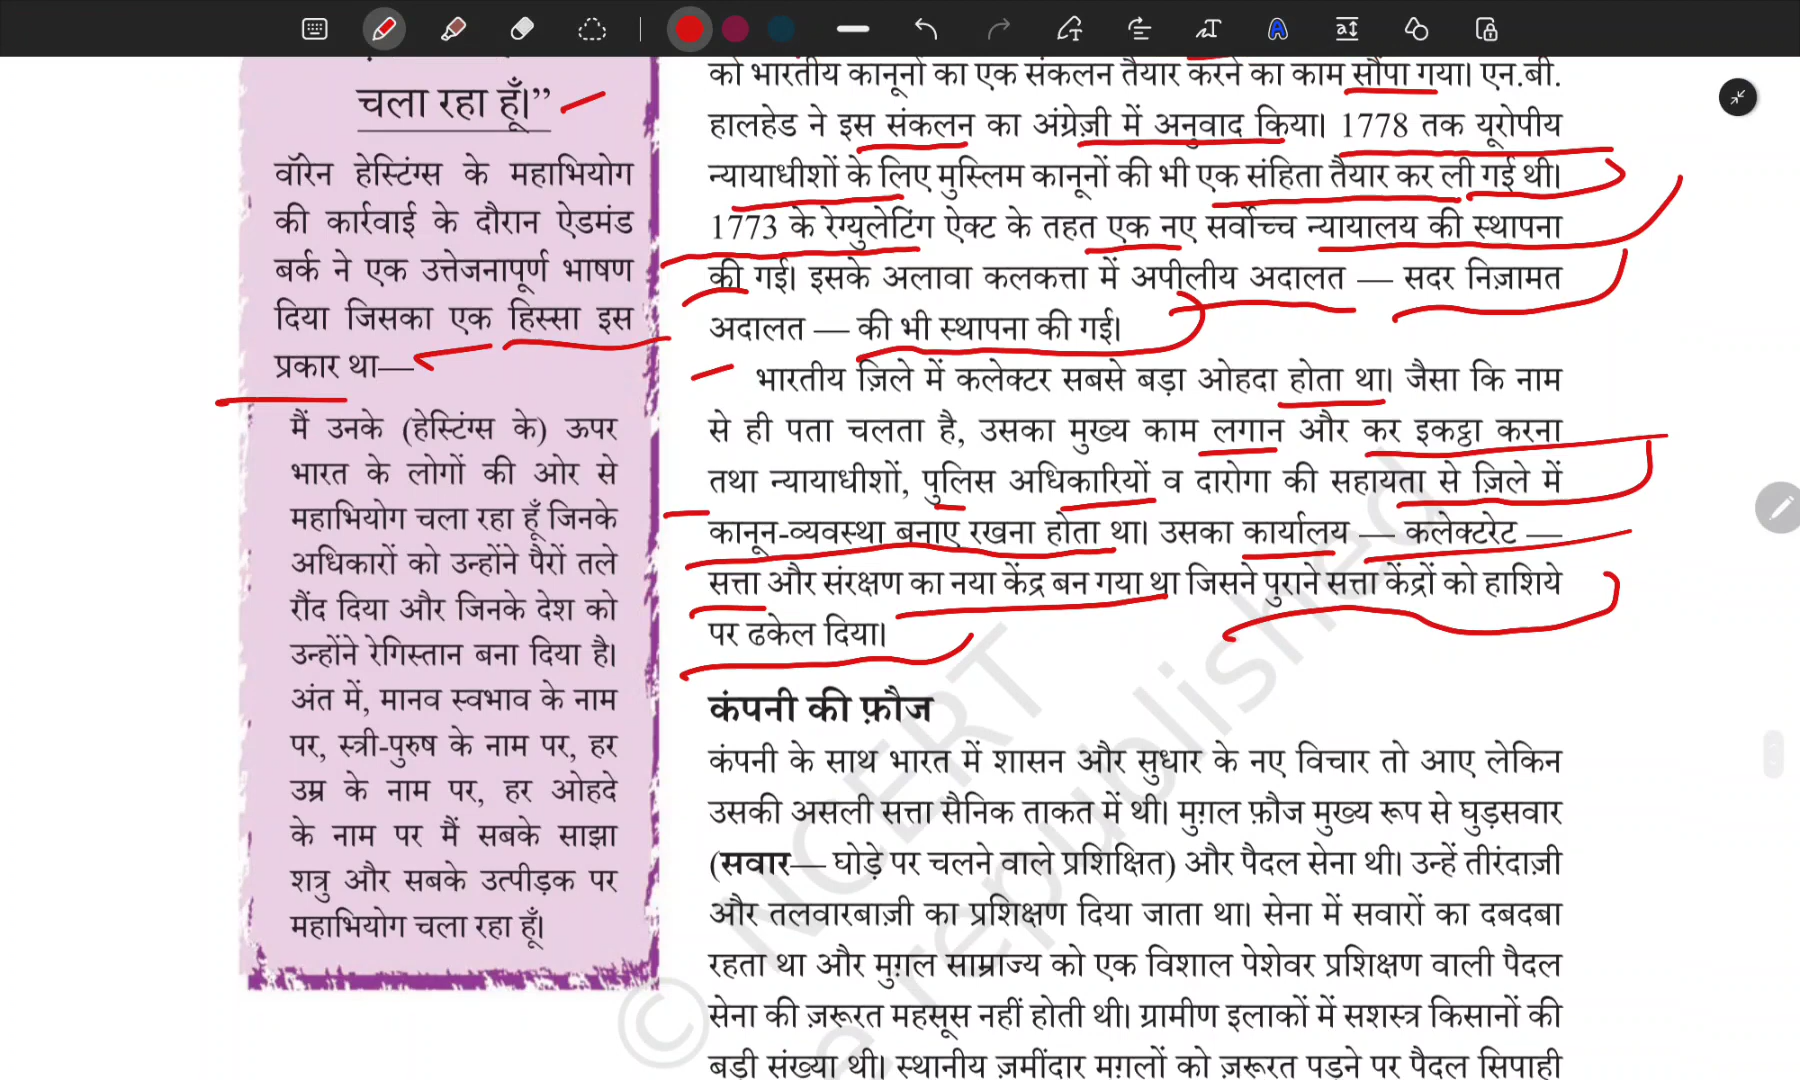 चला रहा हूँ।”
वॉरेन हेस्टिंग्स के महाभियोग
की कार्रवाई के दौरान ऐडमंड
बर्क ने एक उत्तेजनापूर्ण भाषण
दिया जिसका एक हिस्सा इस
प्रकार था—
मैं उनके (हेस्टिंग्स के) ऊपर
भारत के लोगों की ओर से
महाभियोग चला रहा हूँ जिनके
अधिकारों को उन्होंने पैरों तले
रौंद दिया और जिनके देश को
उन्होंने रेगिस्तान बना दिया है।
अंत में, मानव स्वभाव के नाम
पर, स्त्री-पुरुष के नाम पर, हर
उम्र के नाम पर, हर ओहदे
के नाम पर मैं सबके साझा
शत्रु और सबके उत्पीड़क पर
महाभियोग चला रहा हूँ।
को भारतीय कानूनों का एक संकलन तैयार करने का काम सौंपा गया। एन.बी.
हालहेड ने इस संकलन का अंग्रेज़ी में अनुवाद किया। 1778 तक यूरोपीय
न्यायाधीशों के लिए मुस्लिम कानूनों की भी एक संहिता तैयार कर ली गई थी।
1773 के रेग्युलेटिंग ऐक्ट के तहत एक नए सर्वोच्च न्यायालय की स्थापना
की गई। इसके अलावा कलकत्ता में अपीलीय अदालत — सदर निज़ामत
अदालत — की भी स्थापना की गई।
भारतीय ज़िले में कलेक्टर सबसे बड़ा ओहदा होता था। जैसा कि नाम
से ही पता चलता है, उसका मुख्य काम लगान और कर इकट्ठा करना
तथा न्यायाधीशों, पुलिस अधिकारियों व दारोगा की सहायता से ज़िले में
कानून-व्यवस्था बनाए रखना होता था। उसका कार्यालय — कलेक्टरेट —
सत्ता और संरक्षण का नया केंद्र बन गया था जिसने पुराने सत्ता केंद्रों को हाशिये
पर ढकेल दिया।
कंपनी की फ़ौज
कंपनी के साथ भारत में शासन और सुधार के नए विचार तो आए लेकिन
उसकी असली सत्ता सैनिक ताकत में थी। मुग़ल फ़ौज मुख्य रूप से घुड़सवार
(सवार— घोड़े पर चलने वाले प्रशिक्षित) और पैदल सेना थी। उन्हें तीरंदाज़ी
और तलवारबाज़ी का प्रशिक्षण दिया जाता था। सेना में सवारों का दबदबा
रहता था और मुग़ल साम्राज्य को एक विशाल पेशेवर प्रशिक्षण वाली पैदल
सेना की ज़रूरत महसूस नहीं होती थी। ग्रामीण इलाकों में सशस्त्र किसानों की
बड़ी संख्या थी। स्थानीय ज़मींदार मुग़लों को ज़रूरत पड़ने पर पैदल सिपाही
© NCERT
republished